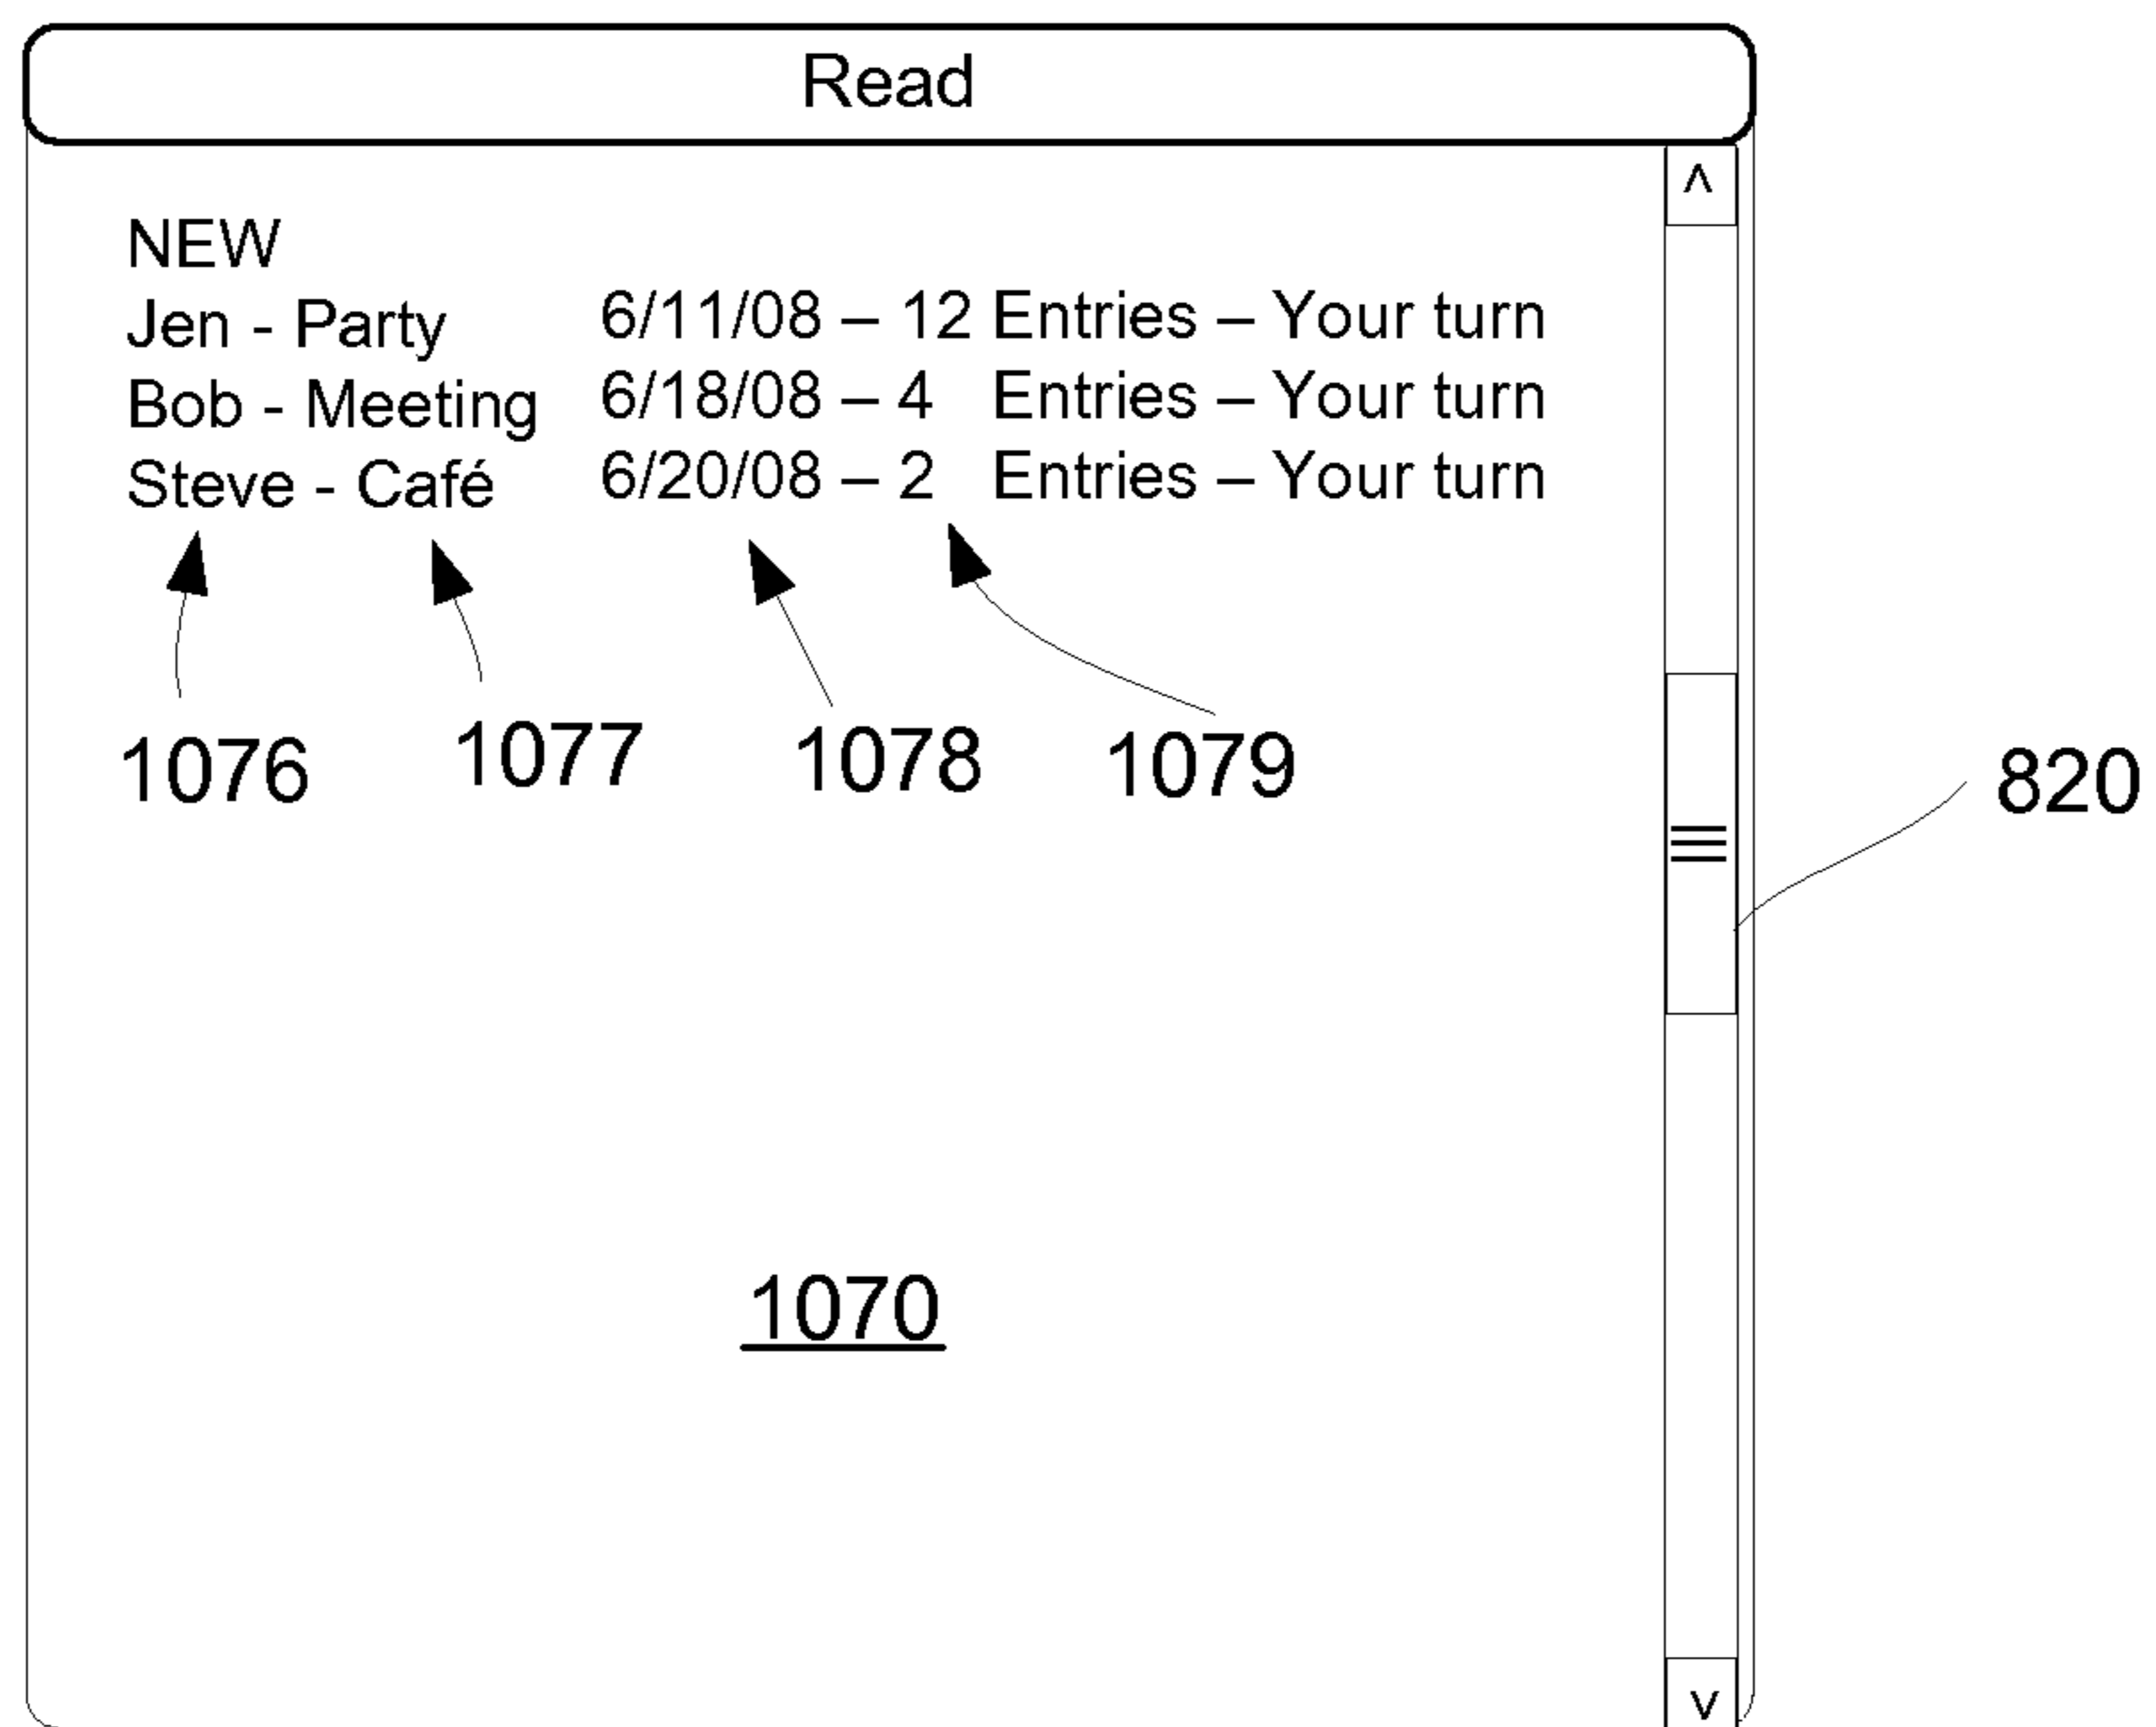 Read
^
NEW
Jen - Party 6/11/08 – 12 Entries – Your turn
Bob - Meeting 6/18/08 – 4 Entries – Your turn
Steve - Café 6/20/08 – 2 Entries – Your turn
1076 1077 1078 1079 820
1070
v